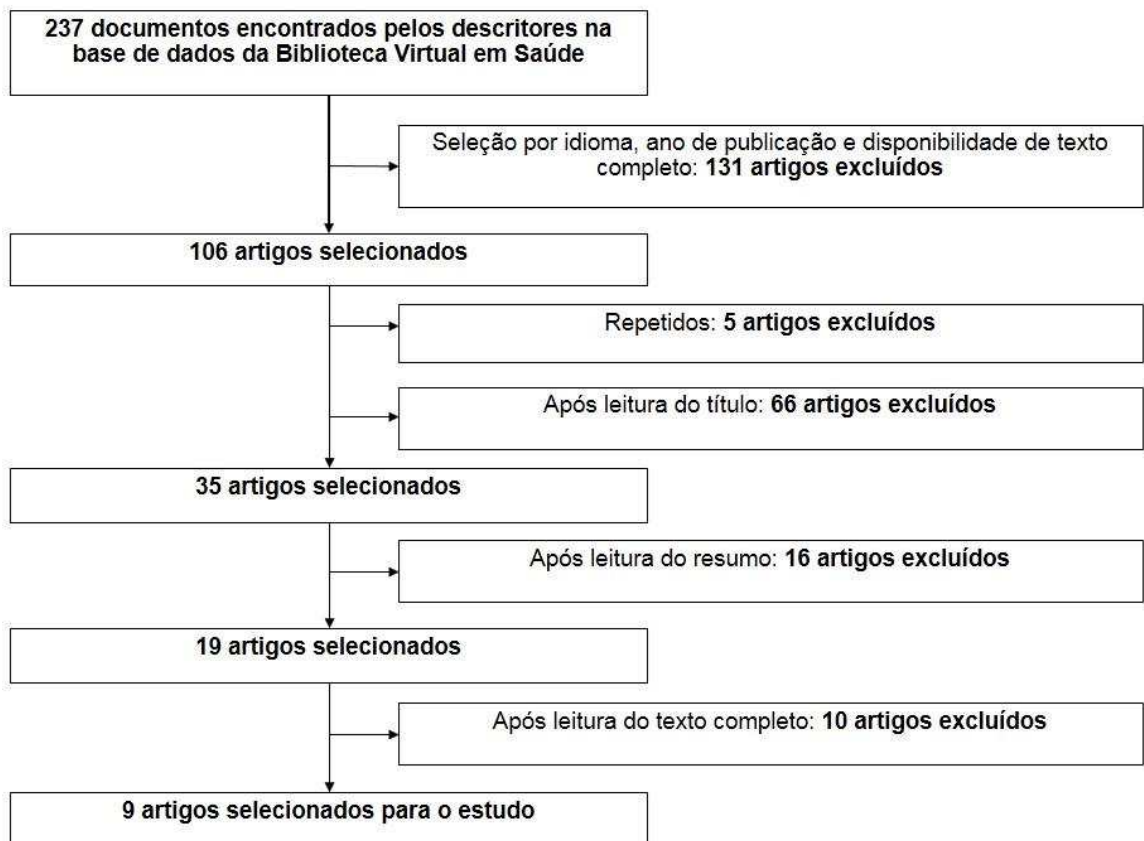 237 documentos encontrados pelos descritores na
base de dados da Biblioteca Virtual em Saúde
Seleção por idioma, ano de publicação e disponibilidade de texto
completo: 131 artigos excluídos
106 artigos selecionados
Repetidos: 5 artigos excluídos
Após leitura do título: 66 artigos excluídos
35 artigos selecionados
Após leitura do resumo: 16 artigos excluídos
19 artigos selecionados
Após leitura do texto completo: 10 artigos excluídos
9 artigos selecionados para o estudo